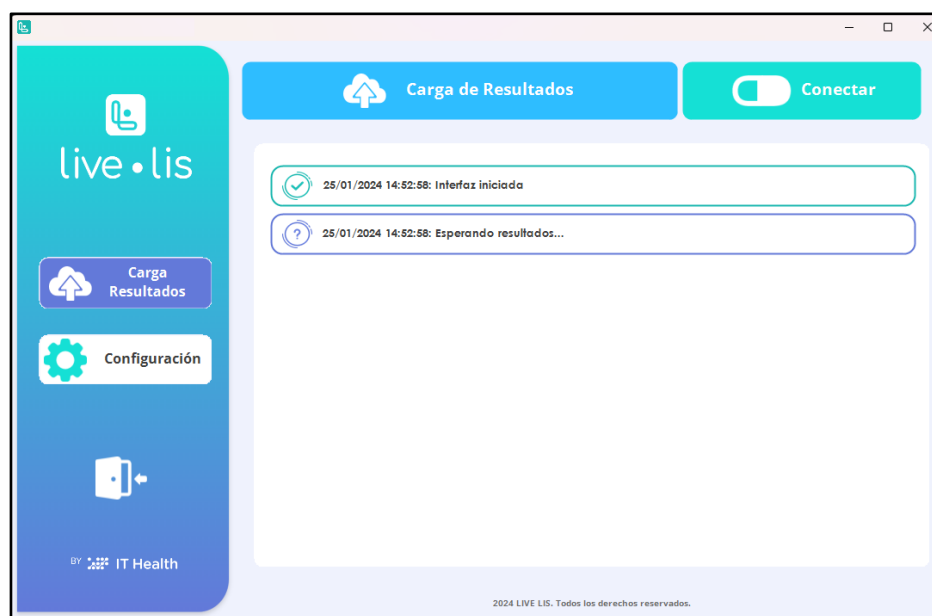 Carga de Resultados
Conectar
live•lis
25/01/2024 14:52:58: Interfaz iniciada
25/01/2024 14:52:58: Esperando resultados...
Carga
Resultados
Configuración
BY IT Health
2024 LIVE LIS. Todos los derechos reservados.